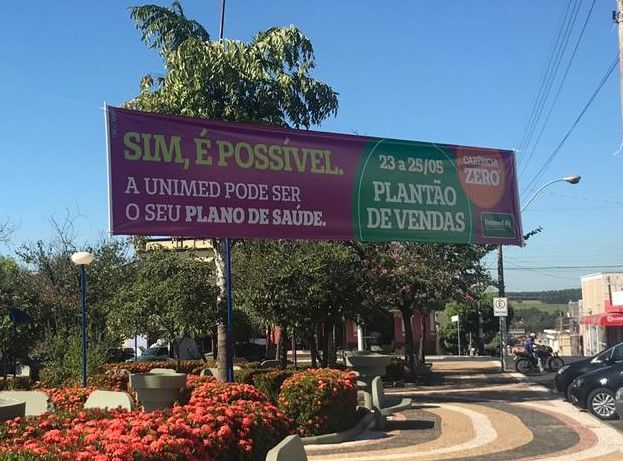 SIM, É POSSÍVEL.
A UNIMED PODE SER
O SEU PLANO DE SAÚDE.
23 a 25/05
PLANTÃO
DE VENDAS
CARÊNCIA
ZERO
E